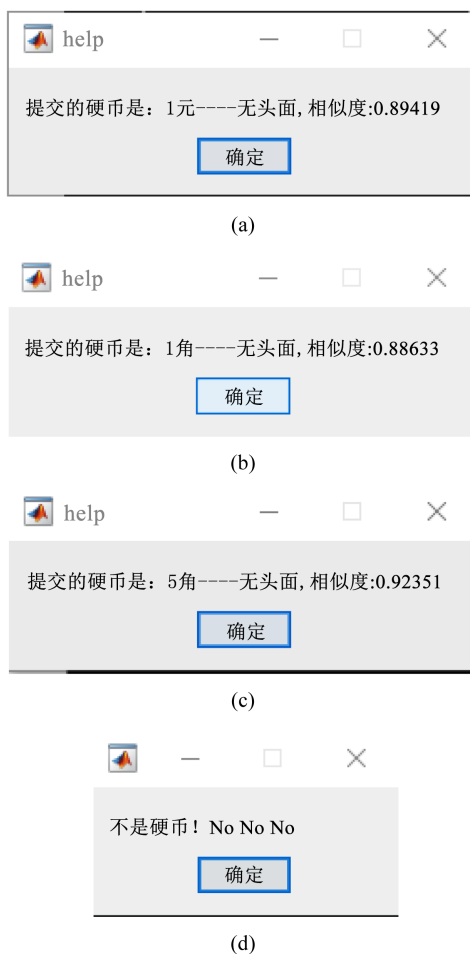 help
提交的硬币是：1元----无头面,相似度:0.89419
确定
(a)
help
提交的硬币是：1角----无头面,相似度:0.88633
确定
(b)
help
提交的硬币是：5角----无头面,相似度:0.92351
确定
(c)
不是硬币！No No No
确定
(d)